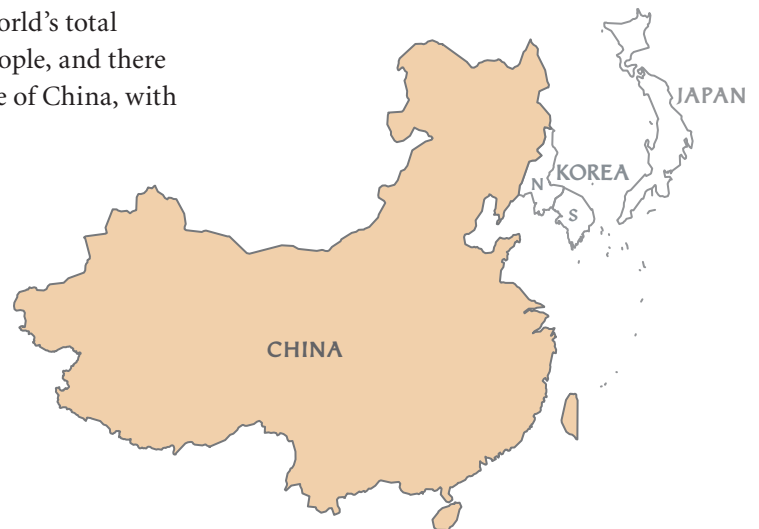 orld’s total
ople, and there
e of China, with
JAPAN
KOREA
N
S
CHINA